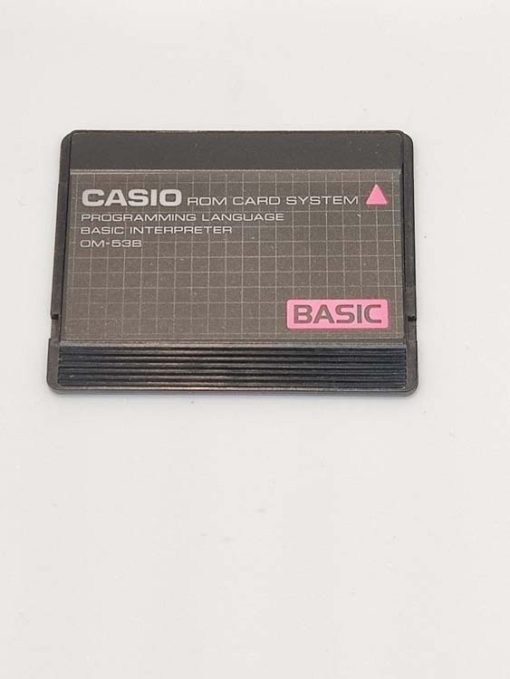 CASIO ROM CARD SYSTEM
PROGRAMMING LANGUAGE
BASIC INTERPRETER
OM-53B
BASIC